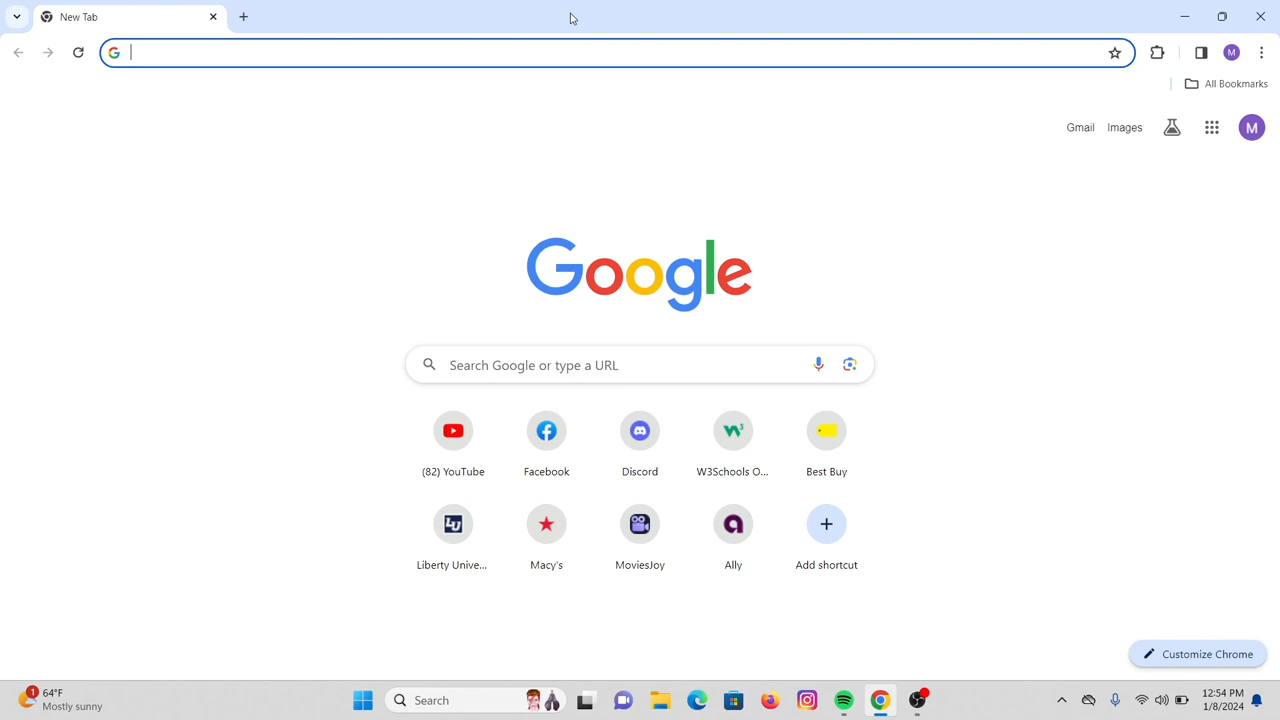 New Tab
All Bookmarks
M
Gmail
Images
M
Google
Search Google or type a URL
(82) YouTube
Facebook
Discord
W3Schools O...
Best Buy
Liberty Unive...
Macy's
MoviesJoy
Ally
Add shortcut
Customize Chrome
1
64°F
Mostly sunny
Search
12:54 PM
1/8/2024